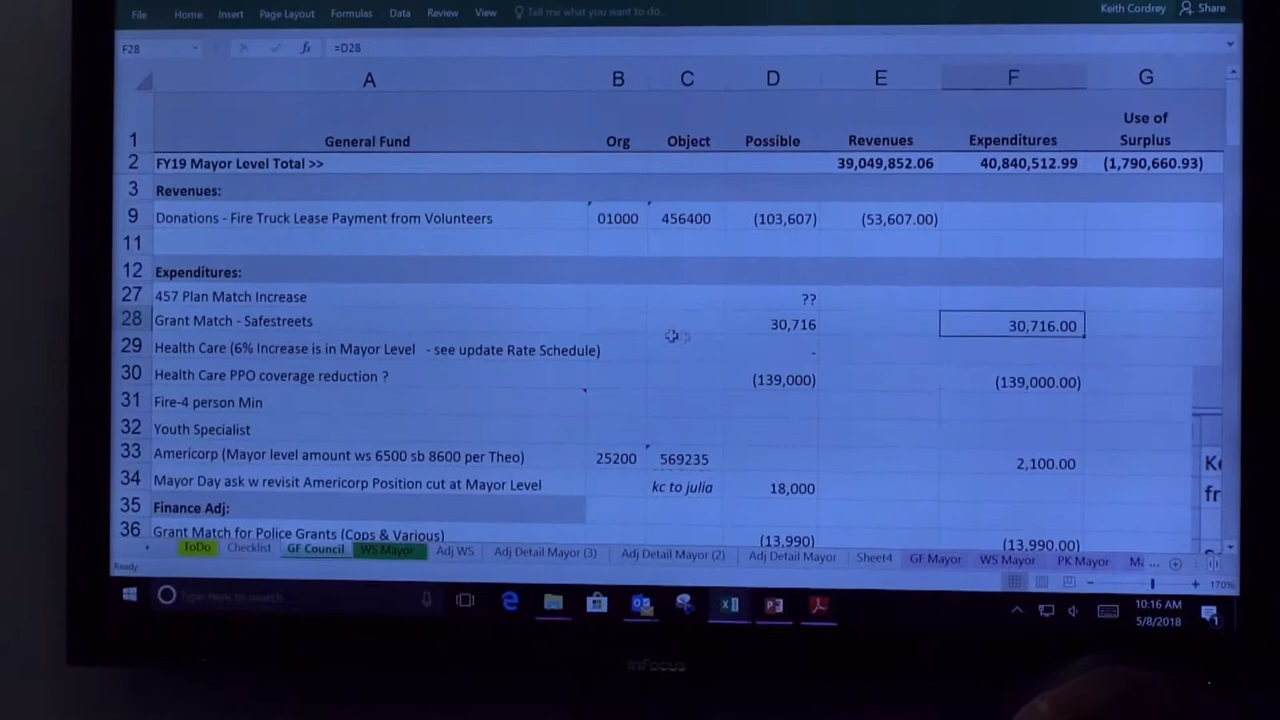 File Home Insert Page Layout Formulas Data Review View Tell me what you want to do... Keith Cordrey Share
F28 fx =D28
A B C D E F G
1 General Fund Org Object Possible Revenues Expenditures Use of Surplus
2 FY19 Mayor Level Total >> 39,049,852.06 40,840,512.99 (1,790,660.93)
3 Revenues:
9 Donations - Fire Truck Lease Payment from Volunteers 01000 456400 (103,607) (53,607.00)
11
12 Expenditures:
27 457 Plan Match Increase ??
28 Grant Match - Safestreets 30,716 30,716.00
29 Health Care (6% Increase is in Mayor Level - see update Rate Schedule) -
30 Health Care PPO coverage reduction ? (139,000) (139,000.00)
31 Fire-4 person Min
32 Youth Specialist
33 Americorp (Mayor level amount ws 6500 sb 8600 per Theo) 25200 569235 2,100.00
34 Mayor Day ask w revisit Americorp Position cut at Mayor Level kc to julia 18,000
35 Finance Adj:
36 Grant Match for Police Grants (Cops & Various) (13,990) (13,990.00)
ToDo Checklist GF Council WS Mayor Adj WS Adj Detail Mayor (3) Adj Detail Mayor (2) Adj Detail Mayor Sheet4 GF Mayor WS Mayor PK Mayor ...
Ready 170%
Type here to search 10:16 AM
5/8/2018
InFocus